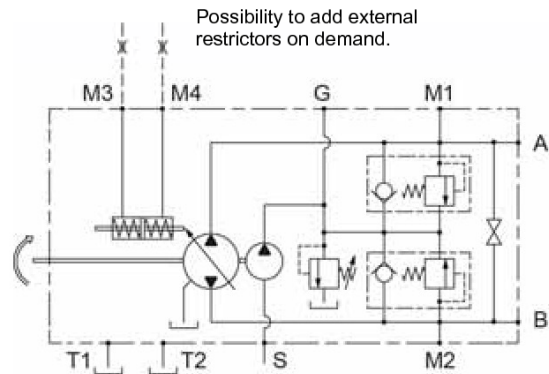 Possibility to add external
restrictors on demand.
M3 M4 G M1
A
B
T1 T2 S M2